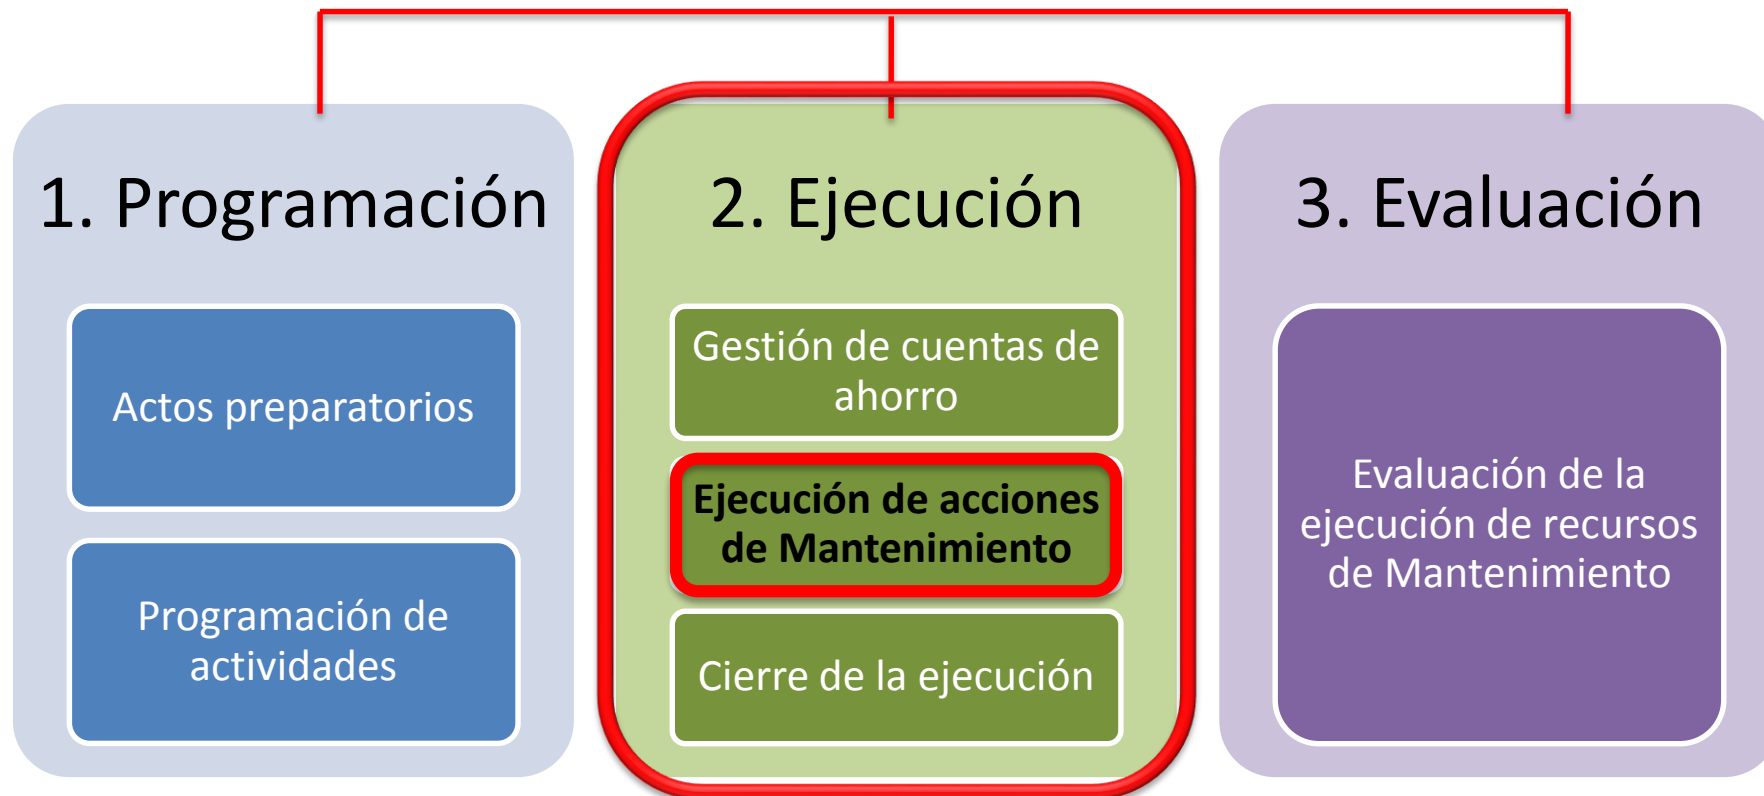 1. Programación
Actos preparatorios
Programación de
actividades
2. Ejecución
Gestión de cuentas de
ahorro
Ejecución de acciones
de Mantenimiento
Cierre de la ejecución
3. Evaluación
Evaluación de la
ejecución de recursos
de Mantenimiento